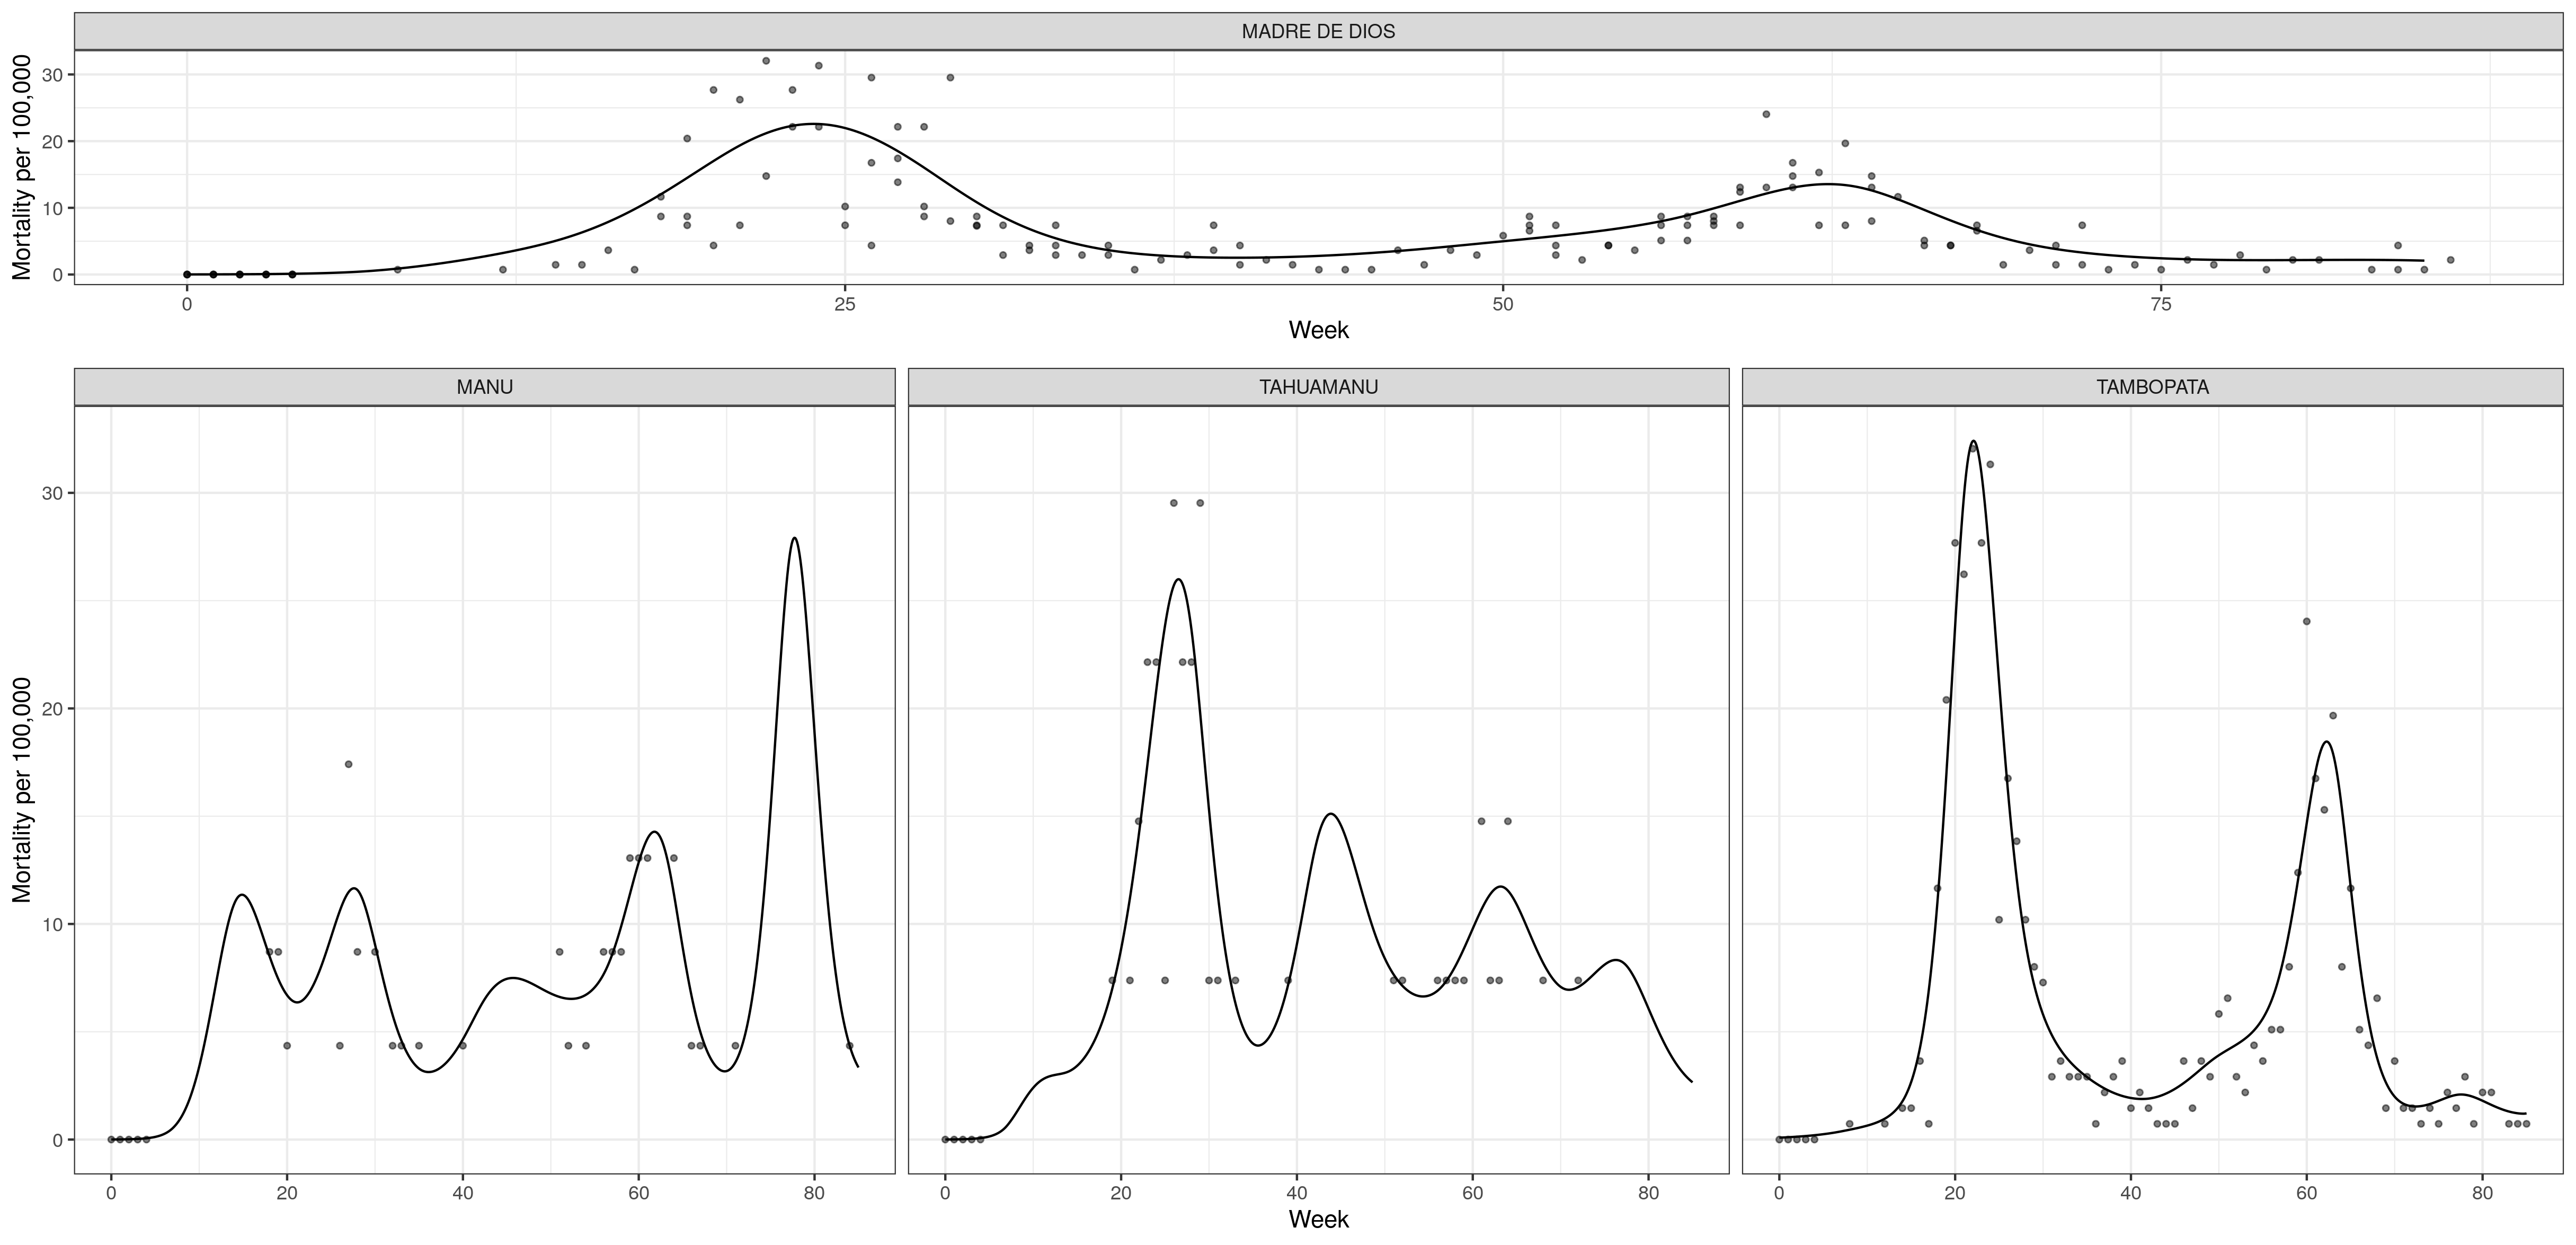 MADRE DE DIOS
Mortality per 100,000
30
20
10
0
0 25 50 75
Week
MANU TAHUAMANU TAMBOPATA
Mortality per 100,000
30
20
10
0
0 20 40 60 80 0 20 40 60 80 0 20 40 60 80
Week